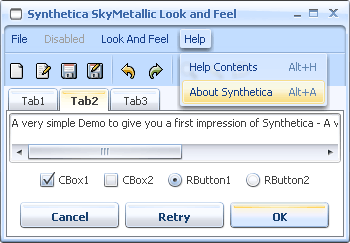 Synthetica SkyMetallic Look and Feel
File Disabled Look And Feel Help
Help Contents Alt+H
About Synthetica Alt+A
Tab1 Tab2 Tab3
A very simple Demo to give you a first impression of Synthetica - A v
CBox1 CBox2 RButton1 RButton2
Cancel Retry OK